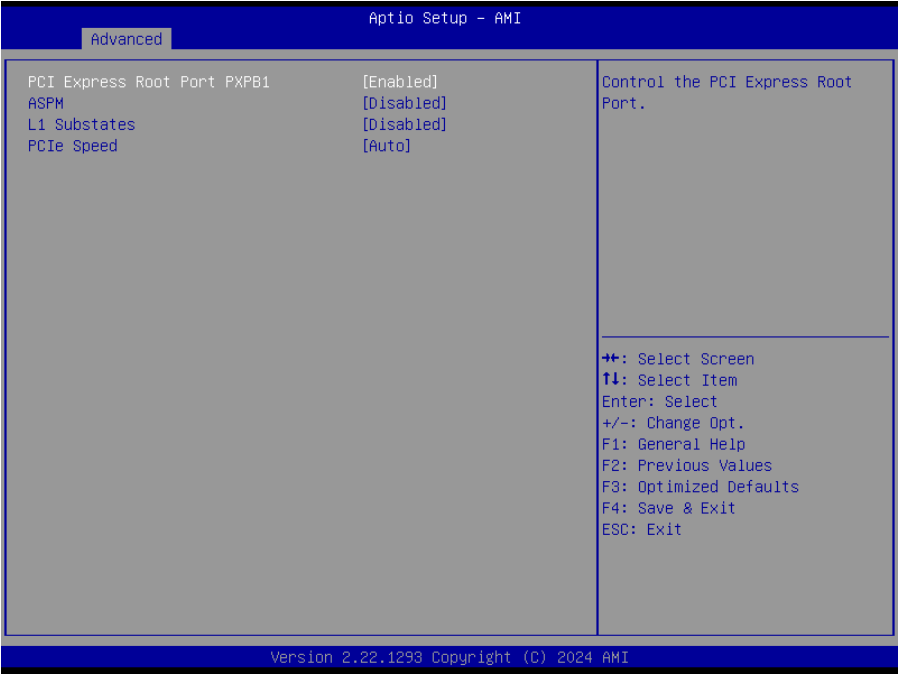 Aptio Setup – AMI
Advanced
PCI Express Root Port PXPB1 [Enabled]
ASPM [Disabled]
L1 Substates [Disabled]
PCIe Speed [Auto]
Control the PCI Express Root
Port.
→←: Select Screen
↑↓: Select Item
Enter: Select
+/-: Change Opt.
F1: General Help
F2: Previous Values
F3: Optimized Defaults
F4: Save & Exit
ESC: Exit
Version 2.22.1293 Copyright (C) 2024 AMI